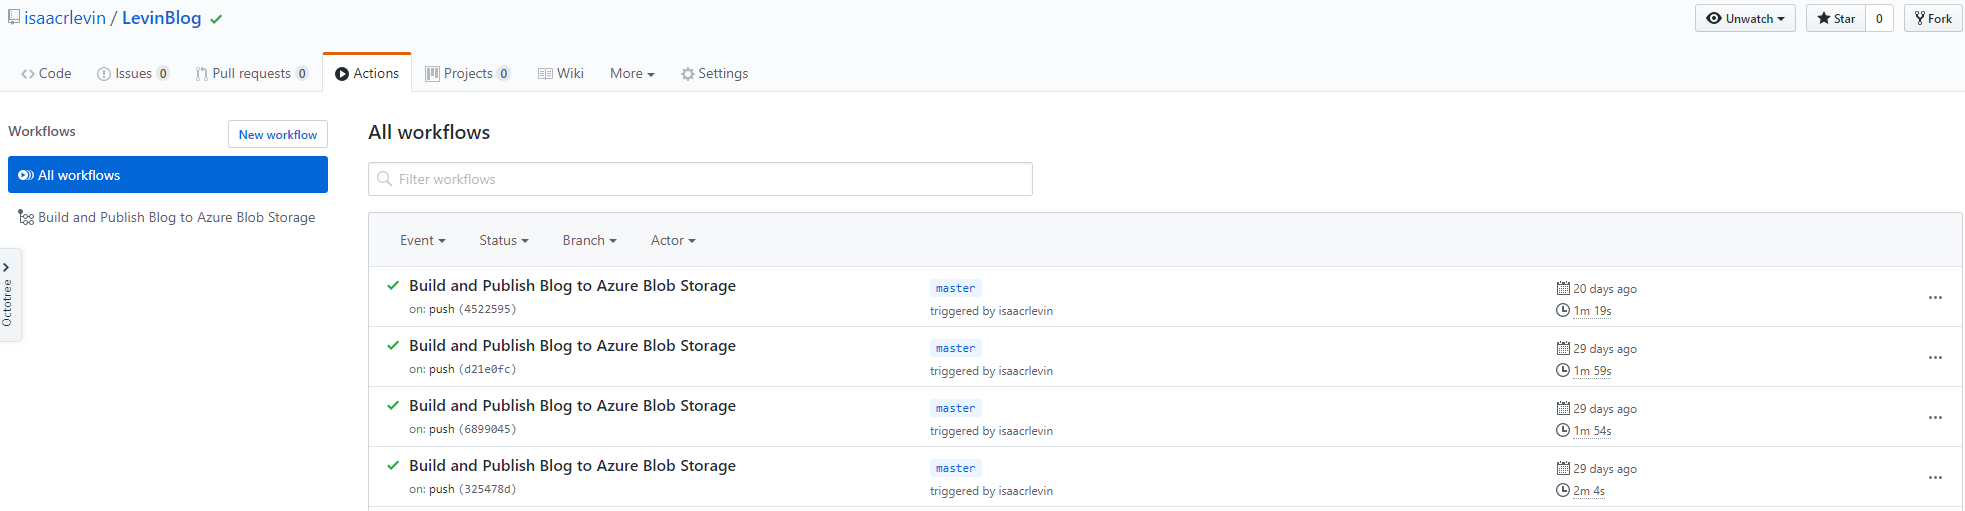 isaacrlevin / LevinBlog
Unwatch
Star 0
Fork
Code
Issues 0
Pull requests 0
Actions
Projects 0
Wiki
More
Settings
Workflows
New workflow
All workflows
Build and Publish Blog to Azure Blob Storage
Octotree
All workflows
Filter workflows
Event Status Branch Actor
Build and Publish Blog to Azure Blob Storage
on: push (4522595)
master
triggered by isaacrlevin
20 days ago
1m 19s
Build and Publish Blog to Azure Blob Storage
on: push (d21e0fc)
master
triggered by isaacrlevin
29 days ago
1m 59s
Build and Publish Blog to Azure Blob Storage
on: push (6899045)
master
triggered by isaacrlevin
29 days ago
1m 54s
Build and Publish Blog to Azure Blob Storage
on: push (325478d)
master
triggered by isaacrlevin
29 days ago
2m 4s